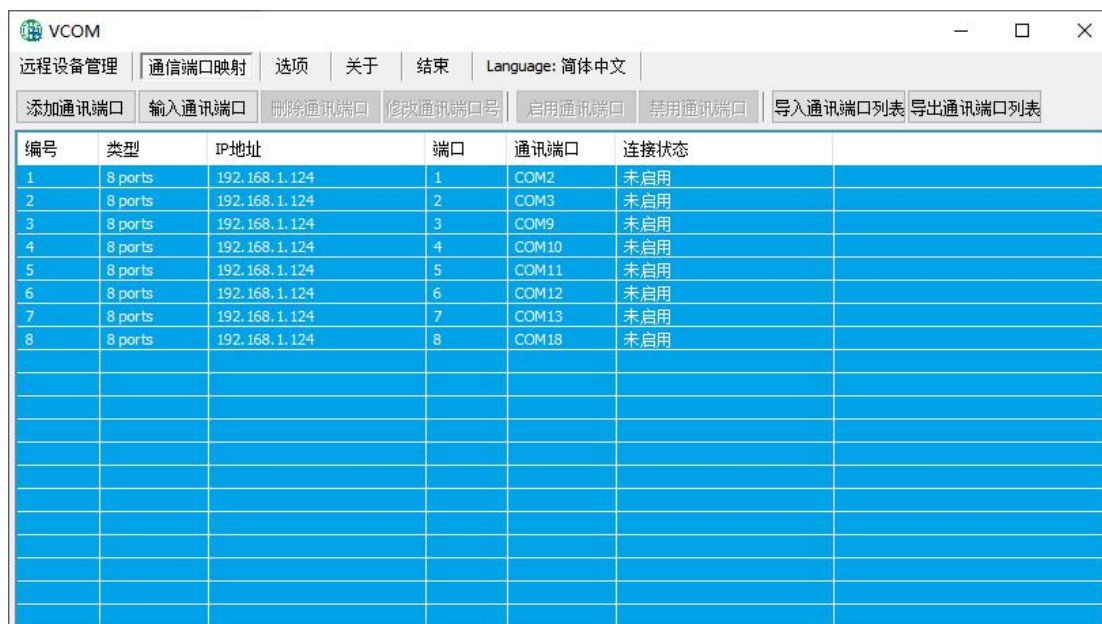 VCOM
远程设备管理 通信端口映射 选项 关于 结束 Language: 简体中文
添加通讯端口 输入通讯端口 删除通讯端口 修改通讯端口号 启用通讯端口 禁用通讯端口 导入通讯端口列表 导出通讯端口列表
编号 类型 IP地址 端口 通讯端口 连接状态
1 8 ports 192.168.1.124 1 COM2 未启用
2 8 ports 192.168.1.124 2 COM3 未启用
3 8 ports 192.168.1.124 3 COM9 未启用
4 8 ports 192.168.1.124 4 COM10 未启用
5 8 ports 192.168.1.124 5 COM11 未启用
6 8 ports 192.168.1.124 6 COM12 未启用
7 8 ports 192.168.1.124 7 COM13 未启用
8 8 ports 192.168.1.124 8 COM18 未启用